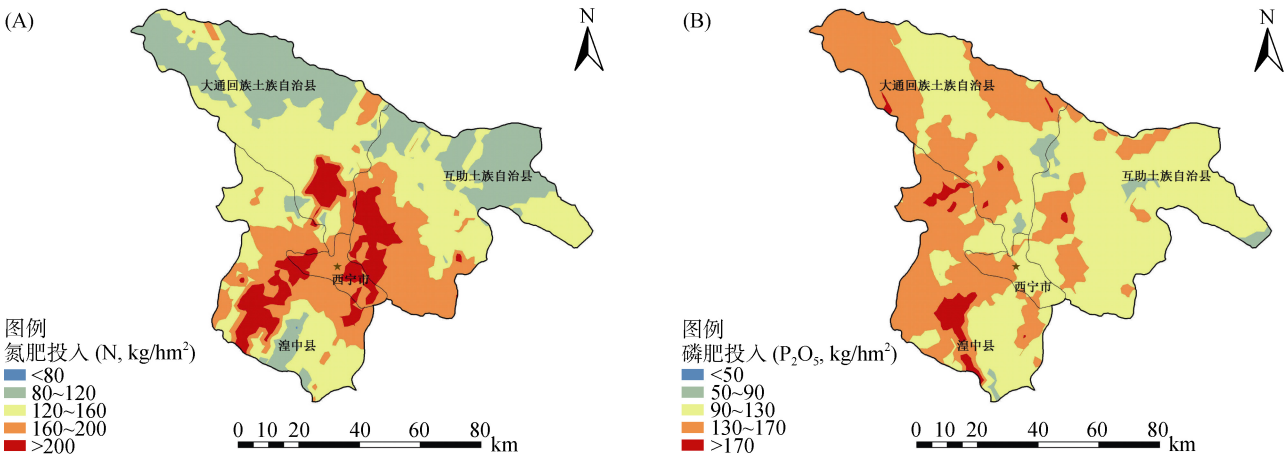 (A)
N
大通回族土族自治县
互助土族自治县
西宁市
湟中县
图例
氮肥投入 (N, kg/hm²)
<80
80~120
120~160
160~200
>200
0 10 20 40 60 80
km
(B)
N
大通回族土族自治县
互助土族自治县
西宁市
湟中县
图例
磷肥投入 (P₂O₅, kg/hm²)
<50
50~90
90~130
130~170
>170
0 10 20 40 60 80
km